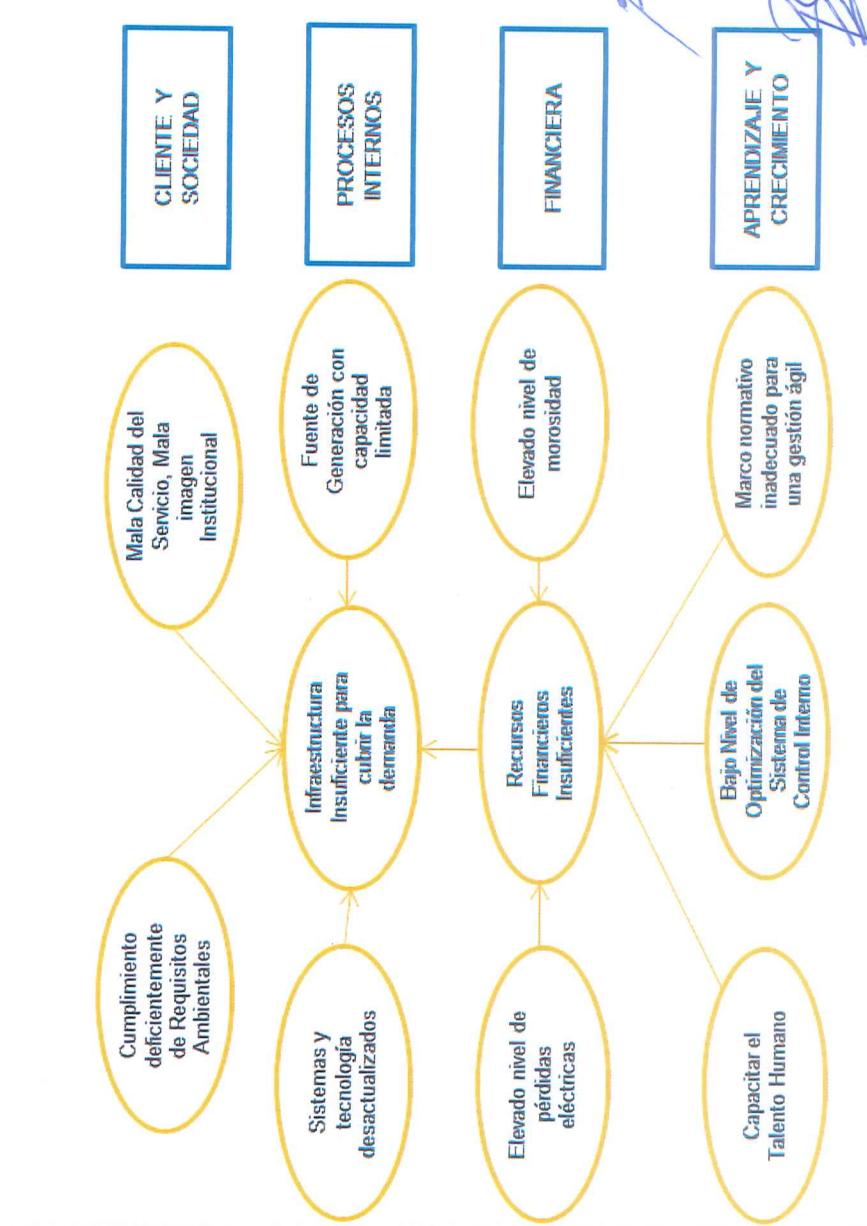 Cumplimiento
deficientemente
de Requisitos
Ambientales
Mala Calidad del
Servicio, Mala
imagen
Institucional
CLIENTE Y
SOCIEDAD
Sistemas y
tecnología
desactualizados
Infraestructura
Insuficiente para
cubrir la
demanda
Fuente de
Generación con
capacidad
limitada
PROCESOS
INTERNOS
Elevado nivel de
pérdidas
eléctricas
Recursos
Financieros
Insuficientes
Elevado nivel de
morosidad
FINANCIERA
Capacitar el
Talento Humano
Bajo Nivel de
Optimización del
Sistema de
Control Interno
Marco normativo
inadecuado para
una gestión ágil
APRENDIZAJE Y
CRECIMIENTO